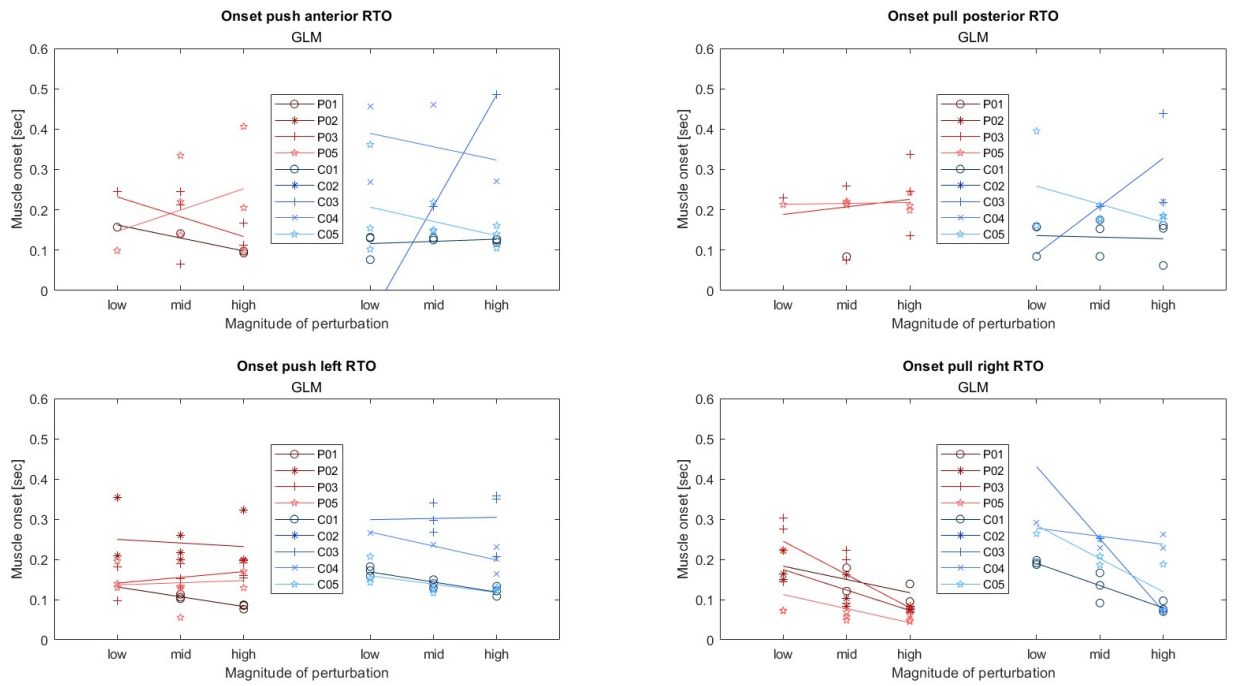 Onset push anterior RTO
GLM
Muscle onset [sec]
0.6
0.5
0.4
0.3
0.2
0.1
0
P01
P02
P03
P05
C01
C02
C03
C04
C05
low mid high low mid high
Magnitude of perturbation
Onset pull posterior RTO
GLM
Muscle onset [sec]
0.6
0.5
0.4
0.3
0.2
0.1
0
P01
P02
P03
P05
C01
C02
C03
C04
C05
low mid high low mid high
Magnitude of perturbation
Onset push left RTO
GLM
Muscle onset [sec]
0.6
0.5
0.4
0.3
0.2
0.1
0
P01
P02
P03
P05
C01
C02
C03
C04
C05
low mid high low mid high
Magnitude of perturbation
Onset pull right RTO
GLM
Muscle onset [sec]
0.6
0.5
0.4
0.3
0.2
0.1
0
P01
P02
P03
P05
C01
C02
C03
C04
C05
low mid high low mid high
Magnitude of perturbation